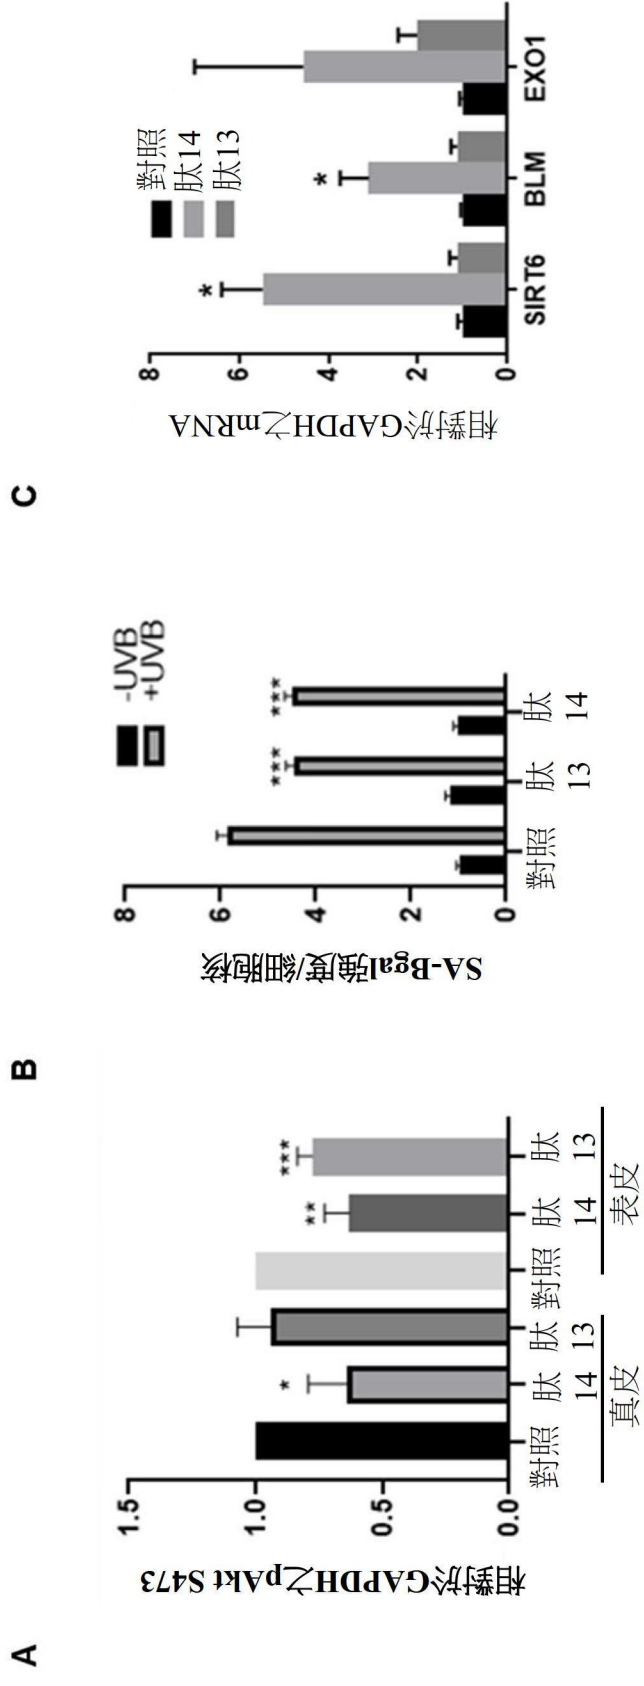 A
相對於GAPDH之pAkt S473
1.5
1.0
0.5
0.0
*
**
***
對照 肽 肽 對照 肽 肽
14 13 14 13
真皮 表皮
B
SA-Bgal強度/細胞核
-UVB
+UVB
8
6
4
2
0
***
***
對照 肽 肽
13 14
C
相對於GAPDH之mRNA
對照
肽14
肽13
8
6
4
2
0
*
*
SIRT6 BLM EXO1